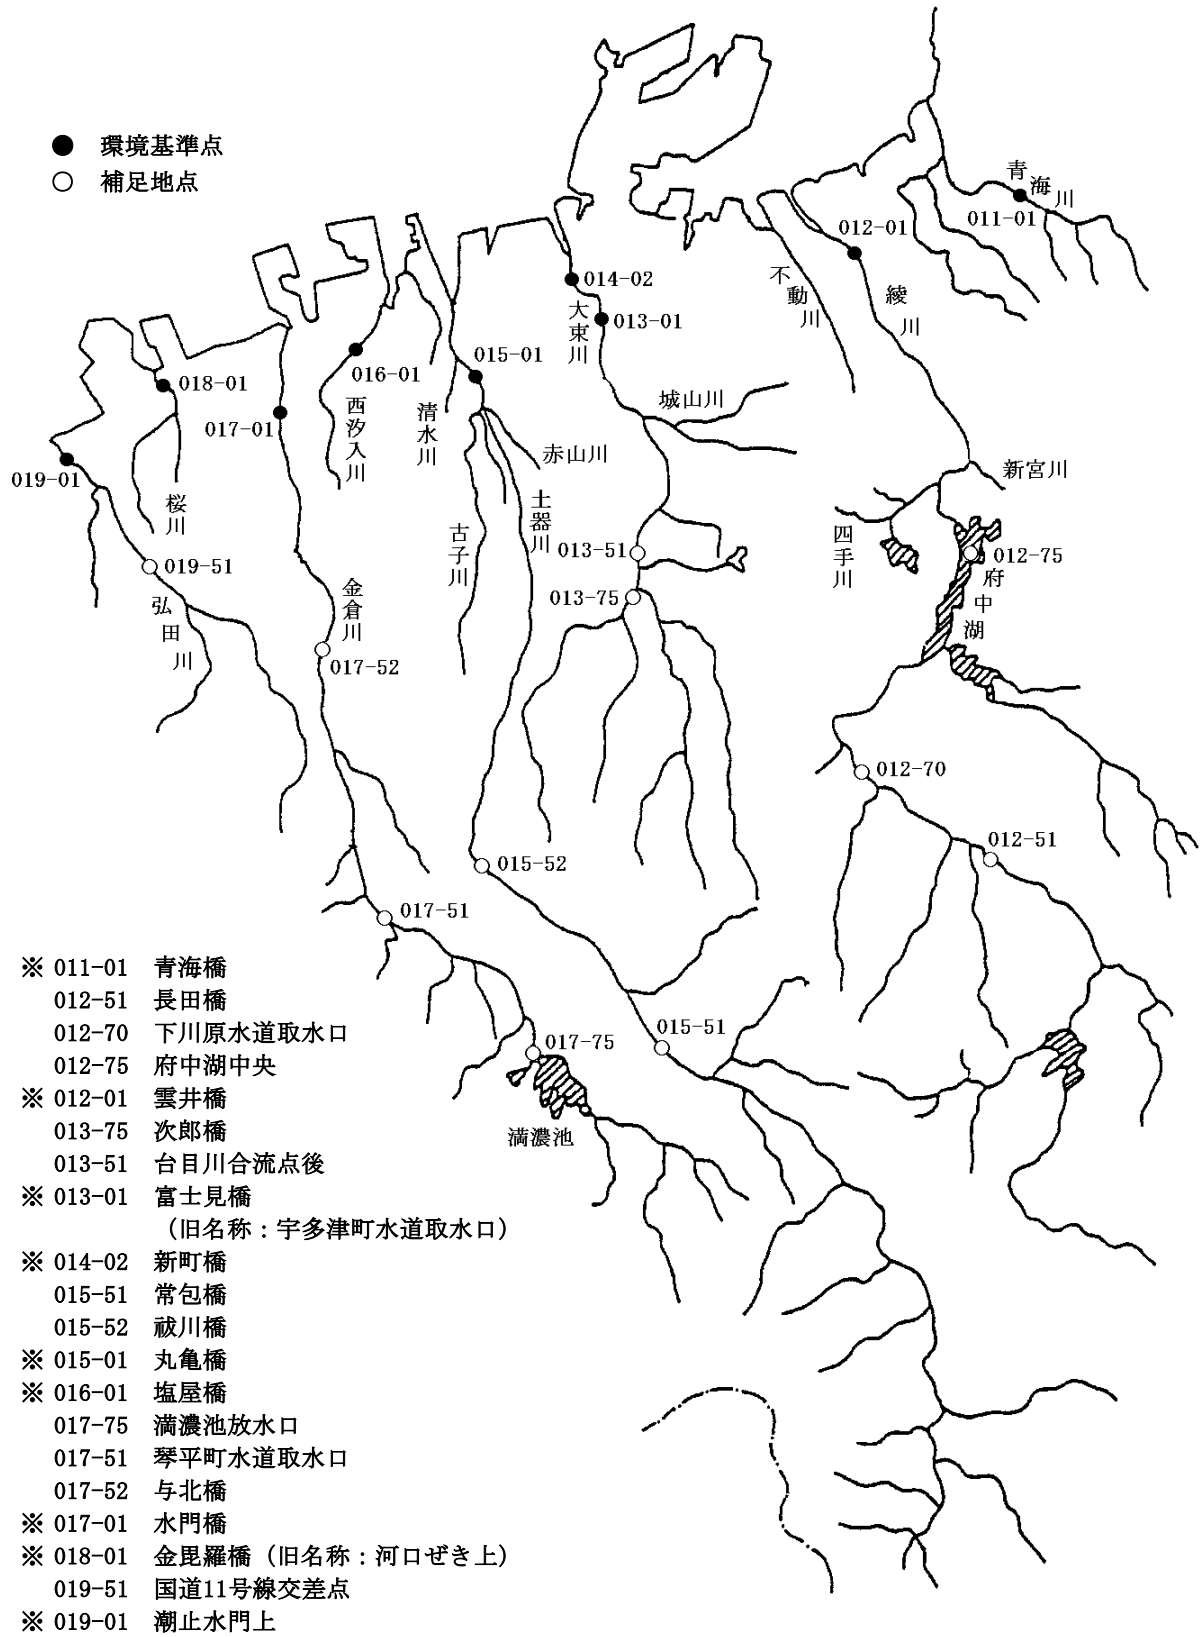 ● 環境基準点
○ 補足地点
青海川
011-01
012-01
綾川
不動川
014-02
大束川
013-01
015-01
016-01
018-01
017-01
西汐入川
清水川
城山川
赤山川
019-01
桜川
新宮川
土器川
古子川
四手川
013-51
012-75
府中湖
019-51
弘田川
金倉川
013-75
017-52
012-70
012-51
015-52
017-51
015-51
017-75
満濃池
※ 011-01 青海橋
012-51 長田橋
012-70 下川原水道取水口
012-75 府中湖中央
※ 012-01 雲井橋
013-75 次郎橋
013-51 台目川合流点後
※ 013-01 富士見橋
（旧名称：宇多津町水道取水口）
※ 014-02 新町橋
015-51 常包橋
015-52 祓川橋
※ 015-01 丸亀橋
※ 016-01 塩屋橋
017-75 満濃池放水口
017-51 琴平町水道取水口
017-52 与北橋
※ 017-01 水門橋
※ 018-01 金毘羅橋（旧名称：河口ぜき上）
019-51 国道11号線交差点
※ 019-01 潮止水門上